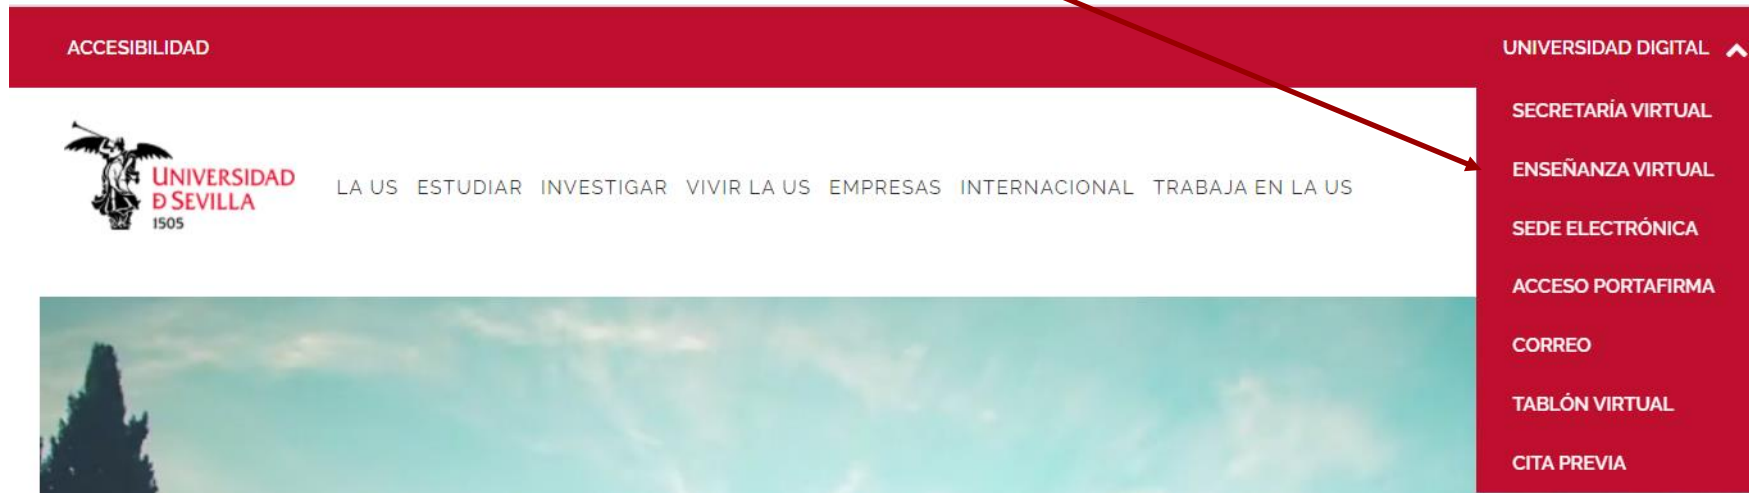 ACCESIBILIDAD
UNIVERSIDAD DIGITAL
SECRETARÍA VIRTUAL
ENSEÑANZA VIRTUAL
SEDE ELECTRÓNICA
ACCESO PORTAFIRMA
CORREO
TABLÓN VIRTUAL
CITA PREVIA
UNIVERSIDAD
Đ SEVILLA
1505
LA US ESTUDIAR INVESTIGAR VIVIR LA US EMPRESAS INTERNACIONAL TRABAJA EN LA US